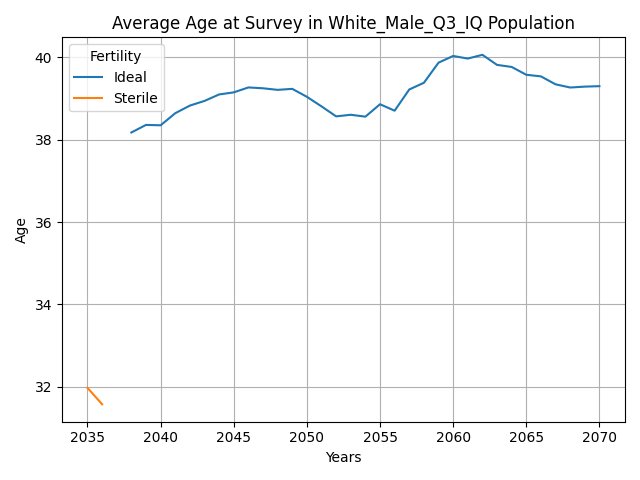 Average Age at Survey in White_Male_Q3_IQ Population
Fertility
Ideal
Sterile
Age
40
38
36
34
32
2035 2040 2045 2050 2055 2060 2065 2070
Years